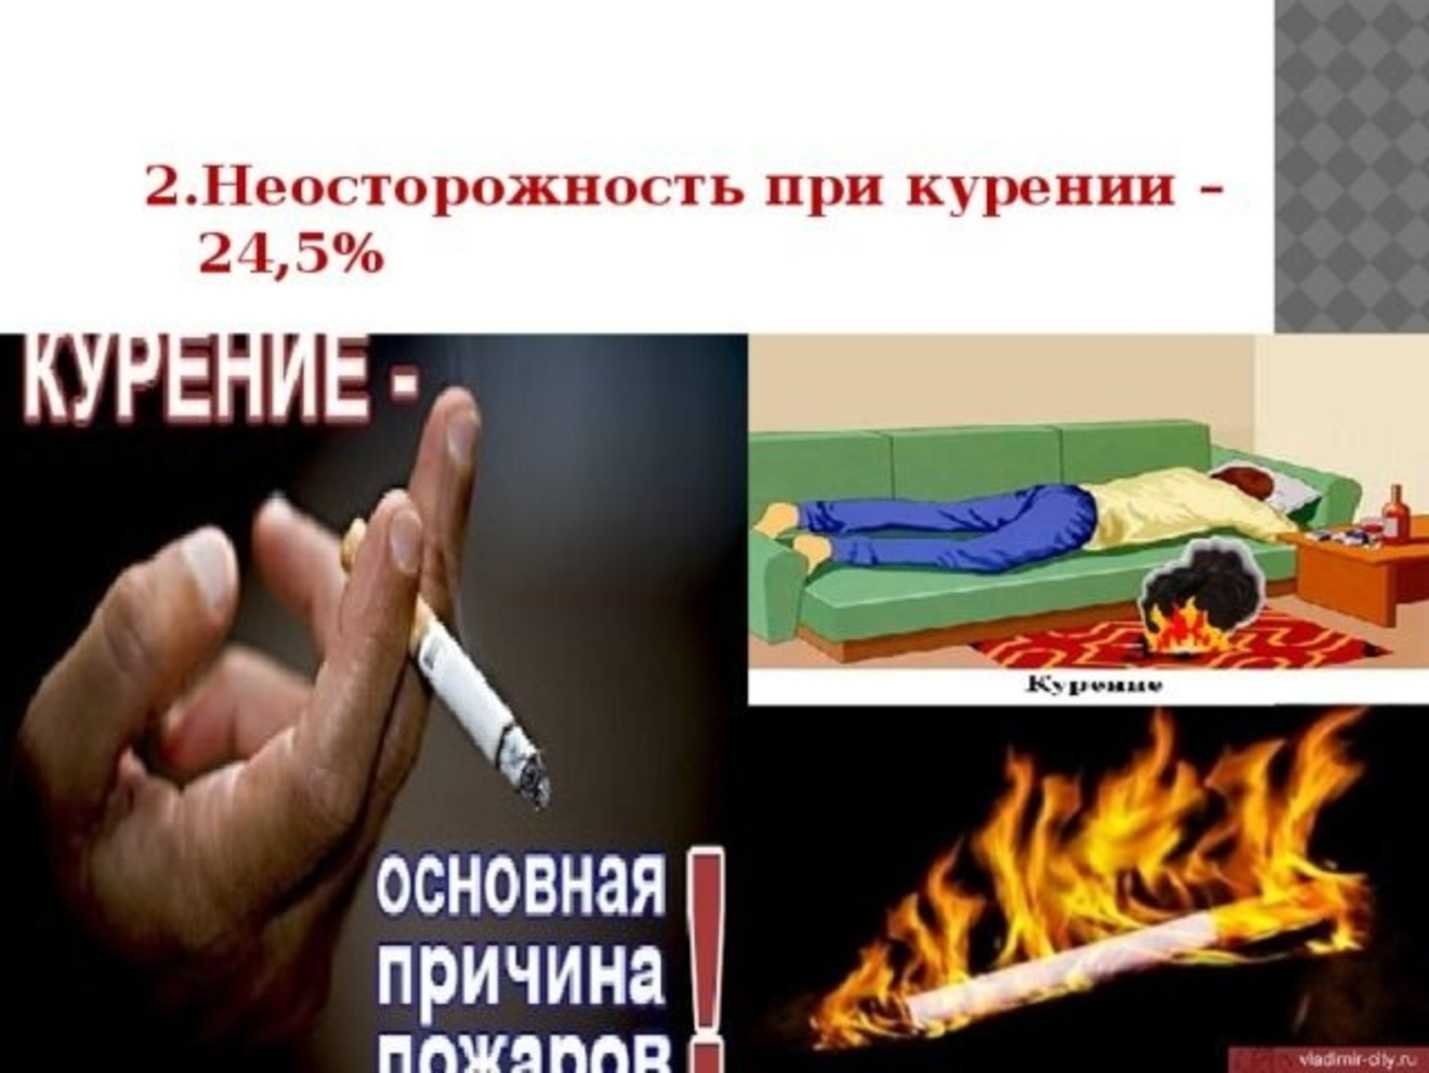 2.Неосторожность при курении –
24,5%
КУРЕНИЕ -
Курение
основная
причина
пожаров!
vladimir-city.ru